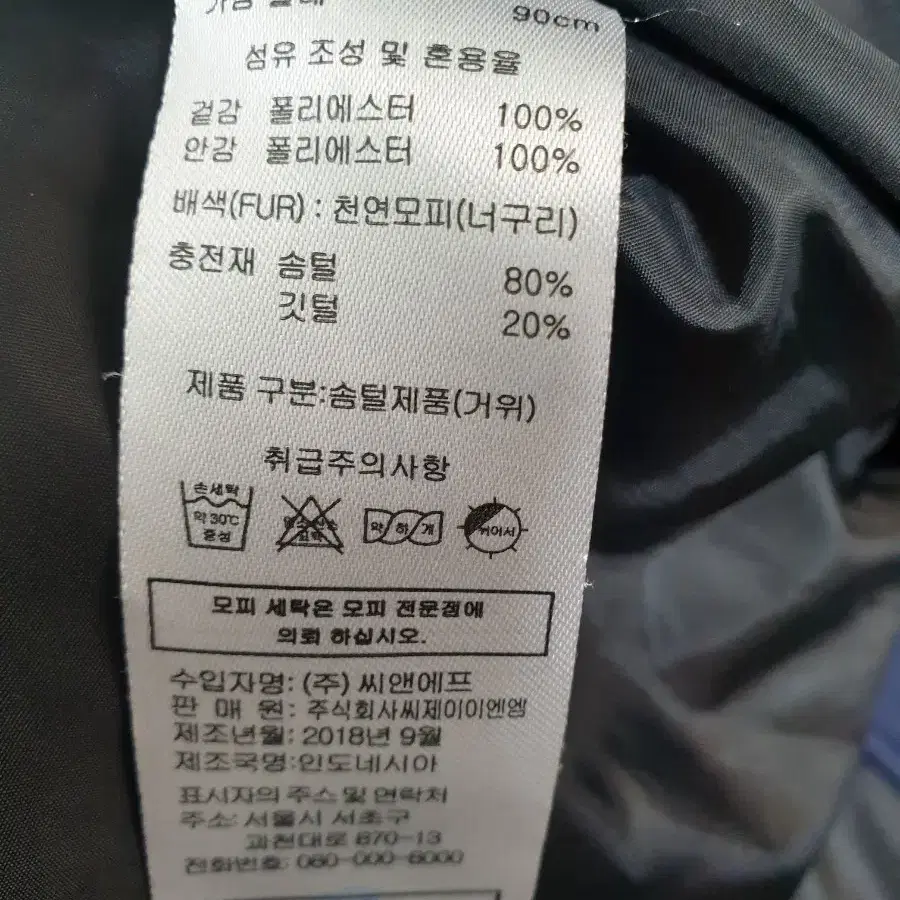 90cm
섬유 조성 및 혼용율
겉감 폴리에스터 100%
안감 폴리에스터 100%
배색(FUR) : 천연모피(너구리)
충전재 솜털 80%
깃털 20%
제품 구분:솜털제품(거위)
취급주의사항
손세탁
약 30℃
중성
약하게
뉘어서
모피 세탁은 모피 전문점에
의뢰 하십시오.
수입자명: (주) 씨앤에프
판 매 원 : 주식회사씨제이이엔엠
제조년월: 2018년 9월
제조국명:인도네시아
표시자의 주소 및 연락처
주소: 서울시 서초구
과천대로 870-13
전화번호: 080-000-8000